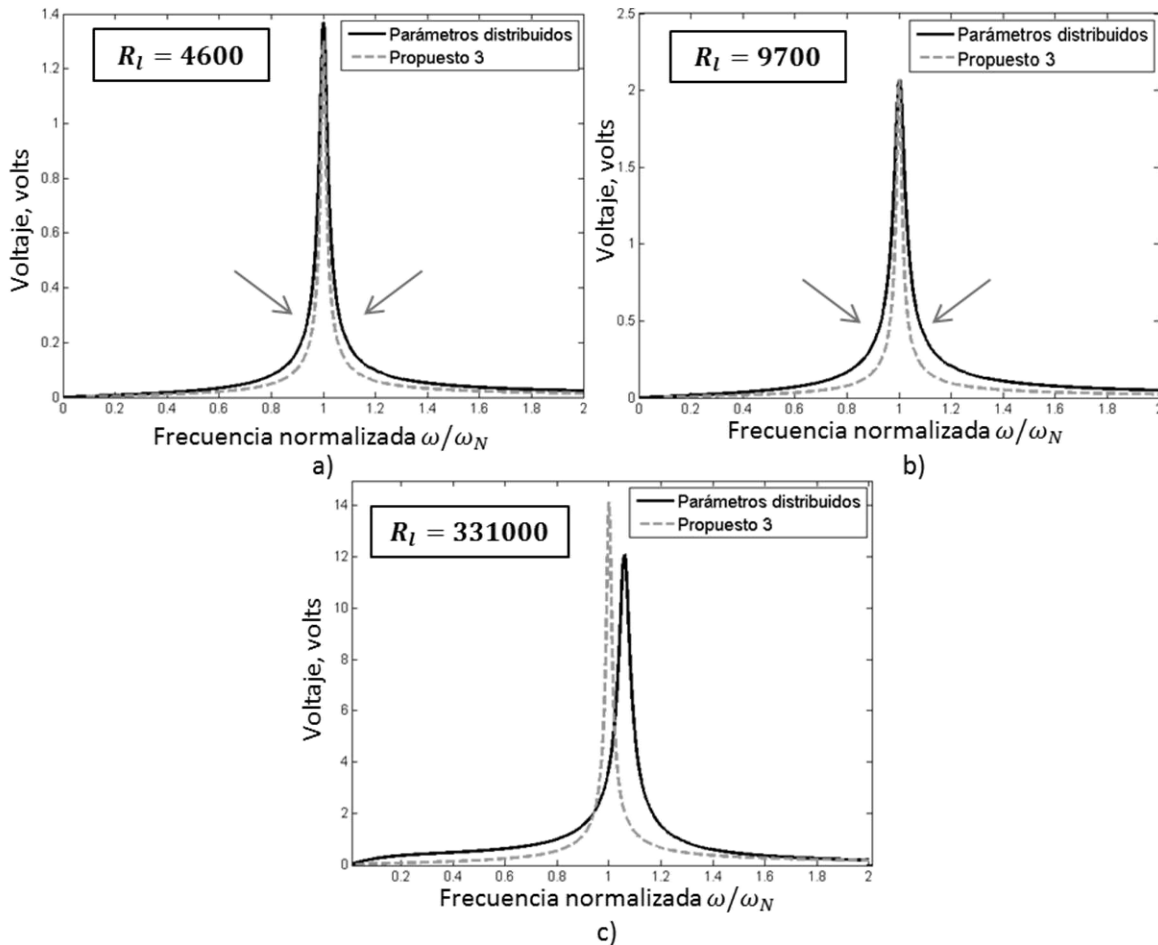 1.4
1.2
1
0.8
0.6
0.4
0.2
0
Voltaje, volts
R_l = 4600
Parámetros distribuidos
Propuesto 3
0 0.2 0.4 0.6 0.8 1 1.2 1.4 1.6 1.8 2
Frecuencia normalizada ω/ω_N
a)
2.5
2
1.5
1
0.5
0
Voltaje, volts
R_l = 9700
Parámetros distribuidos
Propuesto 3
0 0.2 0.4 0.6 0.8 1 1.2 1.4 1.6 1.8 2
Frecuencia normalizada ω/ω_N
b)
14
12
10
8
6
4
2
0
Voltaje, volts
R_l = 331000
Parámetros distribuidos
Propuesto 3
0.2 0.4 0.6 0.8 1 1.2 1.4 1.6 1.8 2
Frecuencia normalizada ω/ω_N
c)